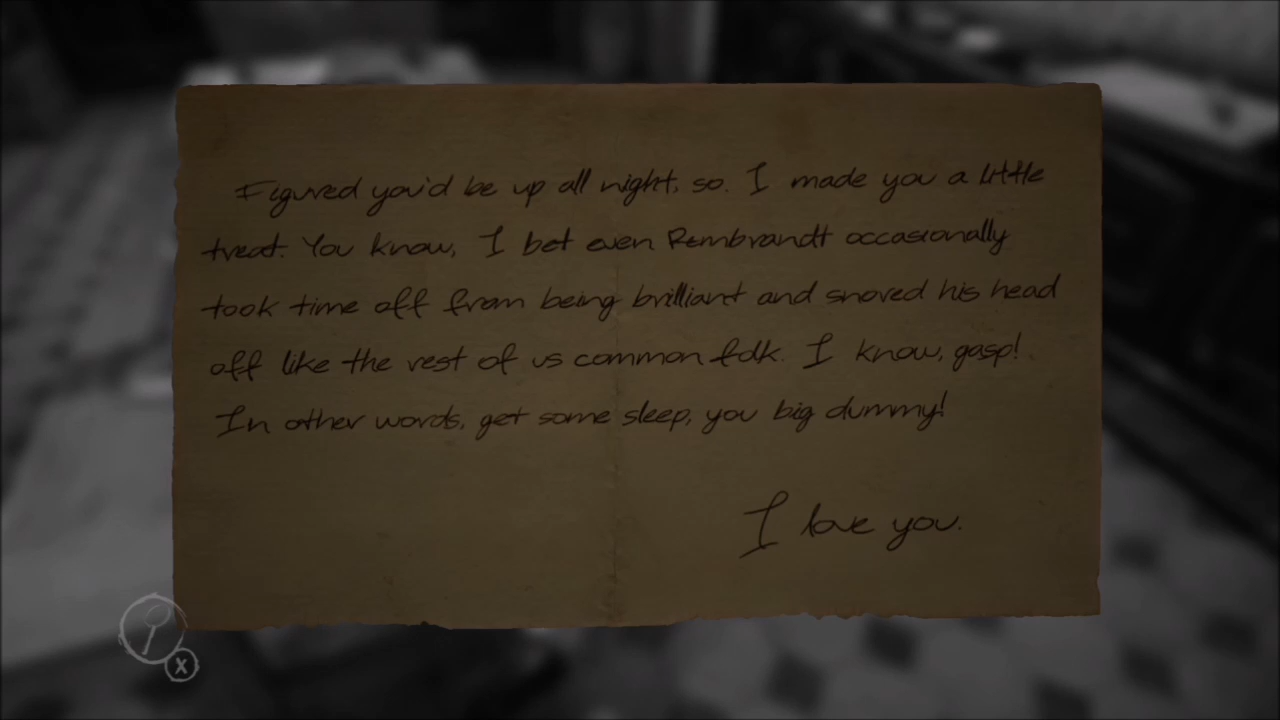 Figured you'd be up all night, so. I made you a little
treat. You know, I bet even Rembrandt occasionally
took time off from being brilliant and snored his head
off like the rest of us common folk. I know, gasp!
In other words, get some sleep, you big dummy!
I love you.
X